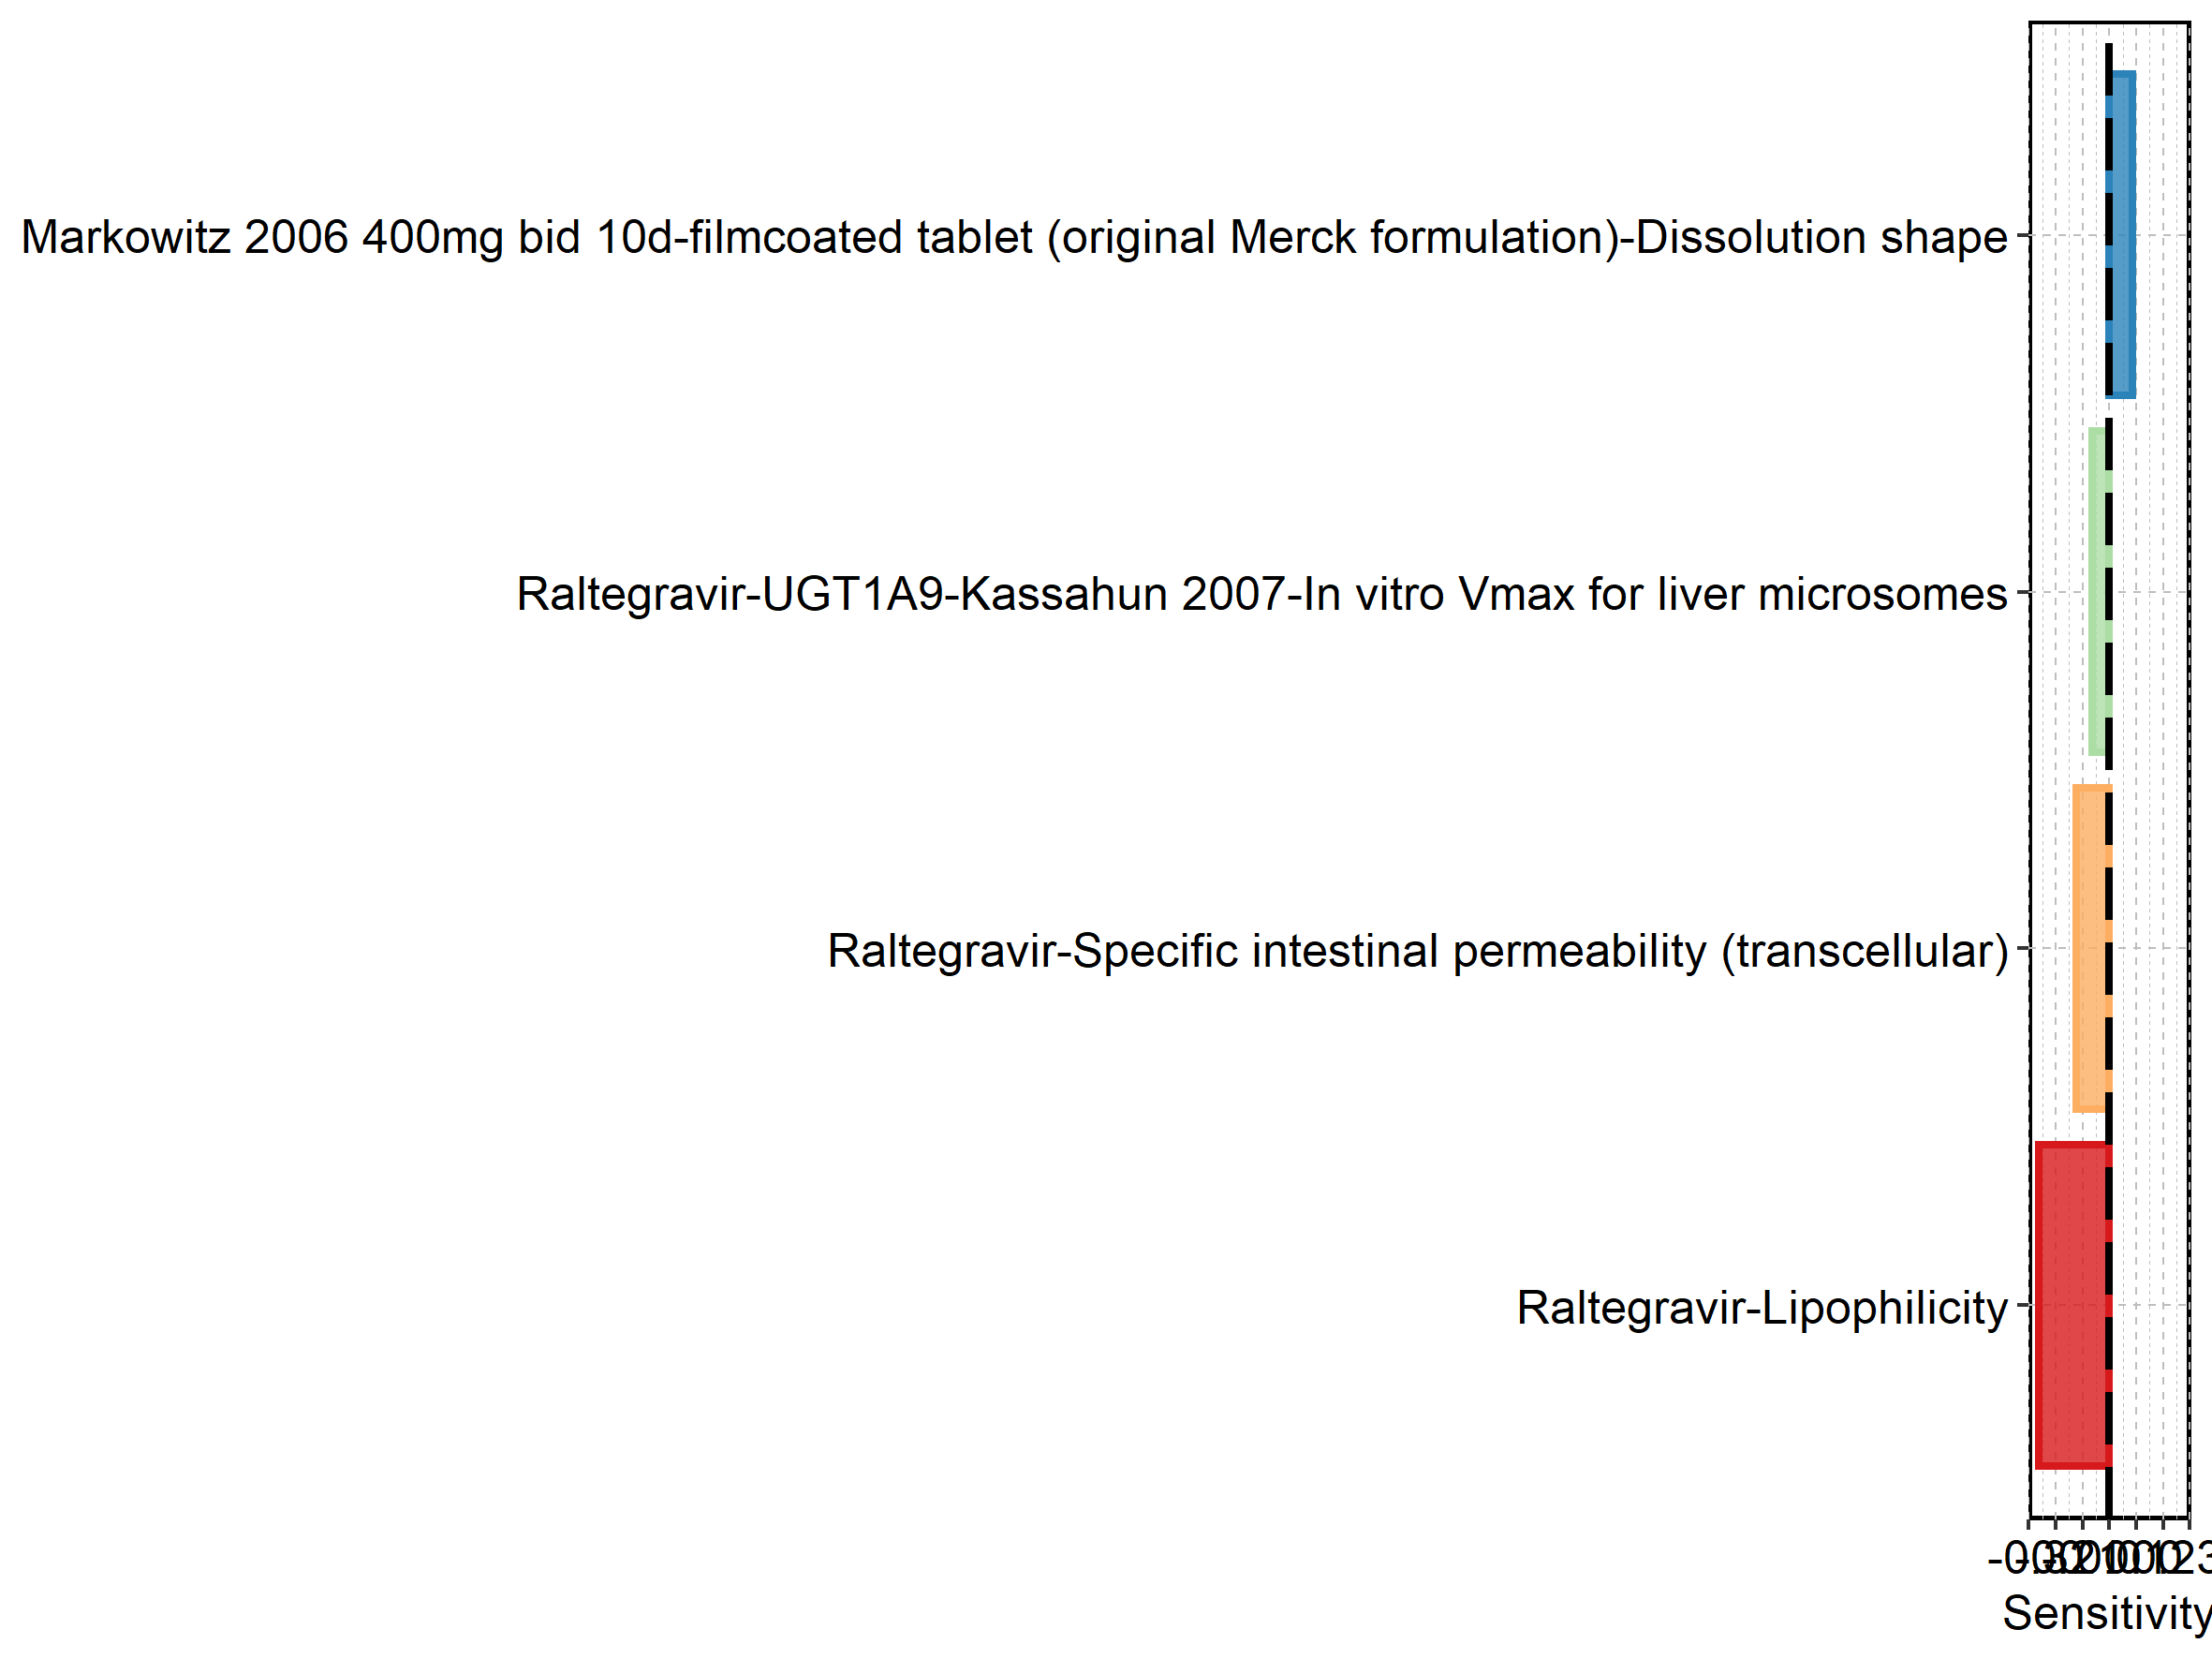 Markowitz 2006 400mg bid 10d-filmcoated tablet (original Merck formulation)-Dissolution shape
Raltegravir-UGT1A9-Kassahun 2007-In vitro Vmax for liver microsomes
Raltegravir-Specific intestinal permeability (transcellular)
Raltegravir-Lipophilicity
Sensitivity